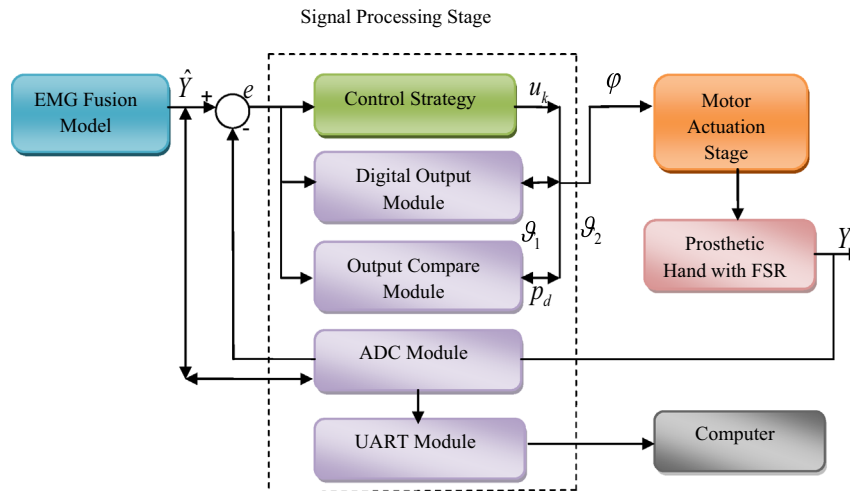 Signal Processing Stage
EMG Fusion
Model
Ŷ
+
-
e
Control Strategy
u_k
φ
Motor
Actuation
Stage
Digital Output
Module
ϑ_1
ϑ_2
Prosthetic
Hand with FSR
Y
Output Compare
Module
p_d
ADC Module
UART Module
Computer